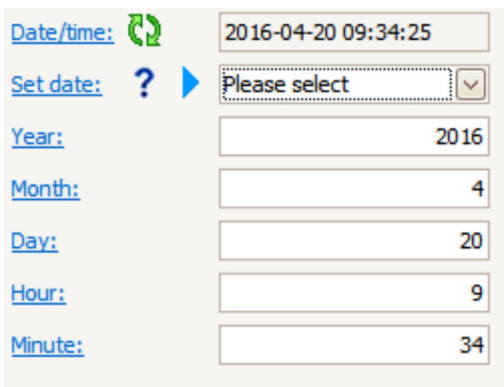 Date/time: 2016-04-20 09:34:25
Set date: ? Please select
Year: 2016
Month: 4
Day: 20
Hour: 9
Minute: 34